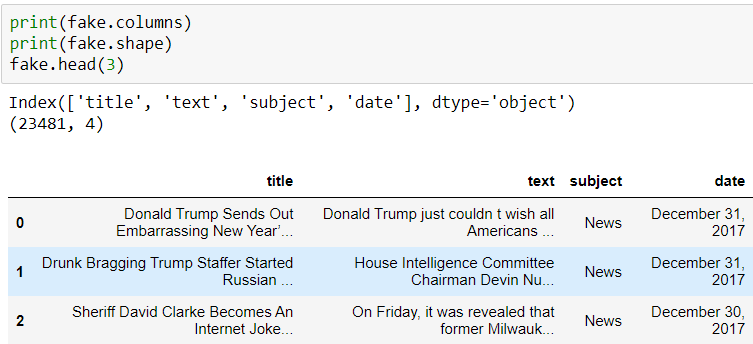 print(fake.columns)
print(fake.shape)
fake.head(3)
Index(['title', 'text', 'subject', 'date'], dtype='object')
(23481, 4)
title text subject date
0 Donald Trump Sends Out Embarrassing New Year’... Donald Trump just couldn t wish all Americans ... News December 31, 2017
1 Drunk Bragging Trump Staffer Started Russian ... House Intelligence Committee Chairman Devin Nu... News December 31, 2017
2 Sheriff David Clarke Becomes An Internet Joke... On Friday, it was revealed that former Milwauk... News December 30, 2017